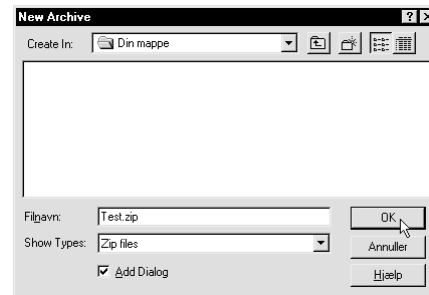 New Archive
Create In: Din mappe
Filnavn: Test.zip OK
Show Types: Zip files Annuller
Add Dialog Hjælp